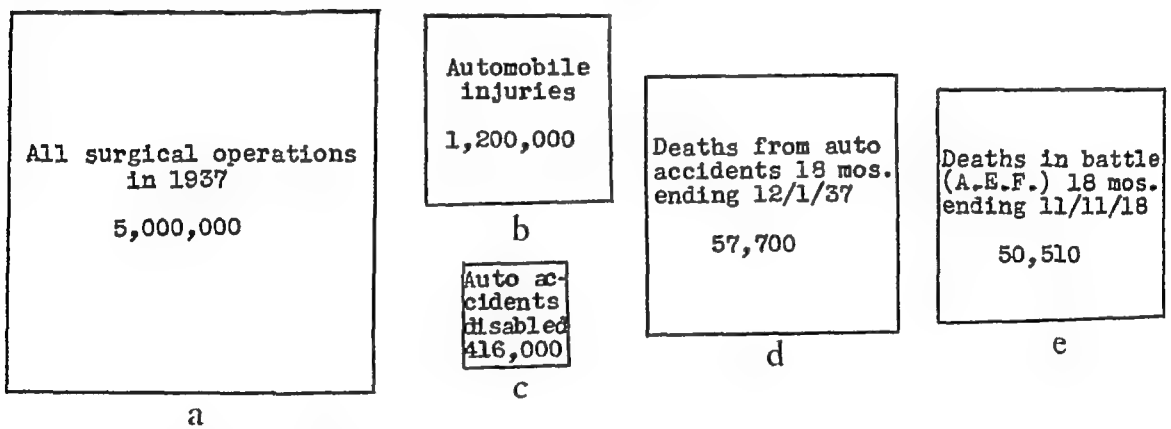 All surgical operations
in 1937
5,000,000
a
Automobile
injuries
1,200,000
b
Auto ac-
cidents
disabled
416,000
c
Deaths from auto
accidents 18 mos.
ending 12/1/37
57,700
d
Deaths in battle
(A.E.F.) 18 mos.
ending 11/11/18
50,510
e